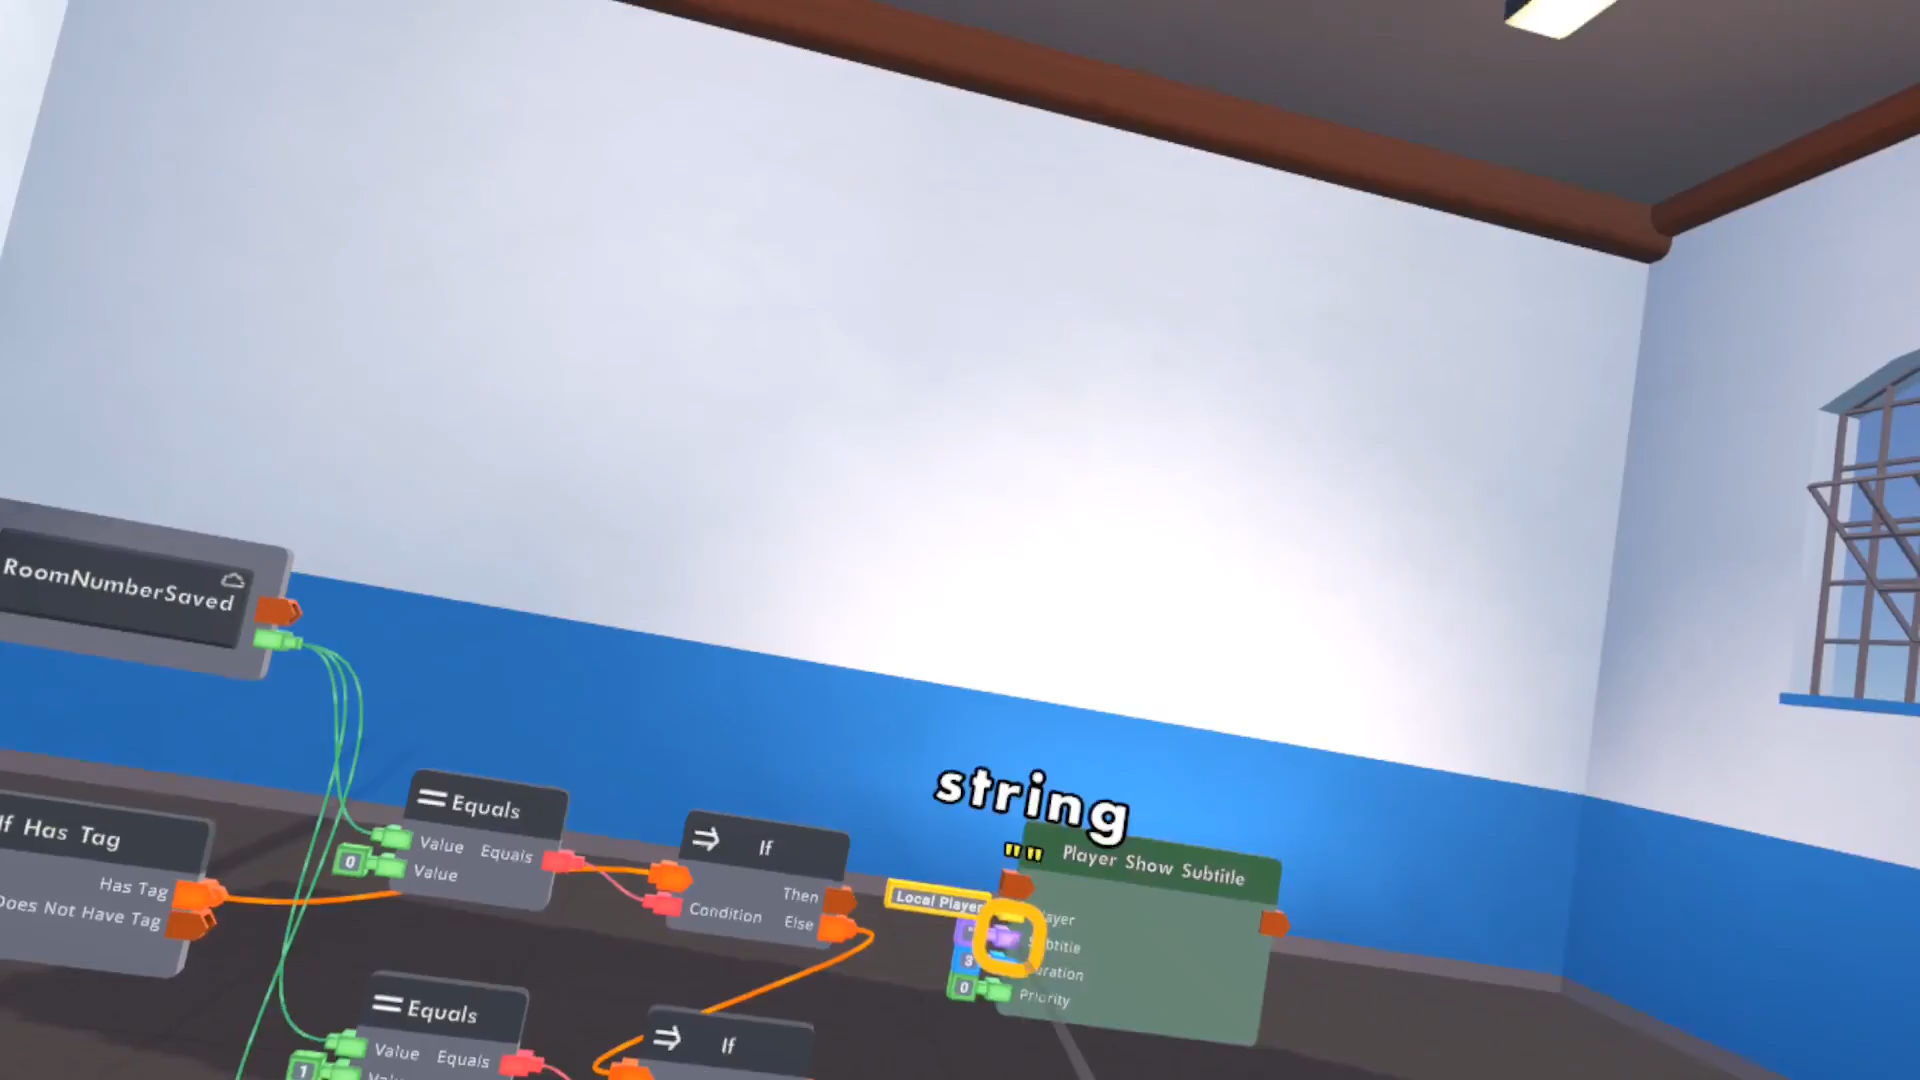 RoomNumberSaved
If Has Tag
Has Tag
Does Not Have Tag
Equals
Value Equals
0 Value
If
Then
Condition Else
string
""
Player Show Subtitle
Local Player
3
0 Priority
Equals
Value Equals
1
If